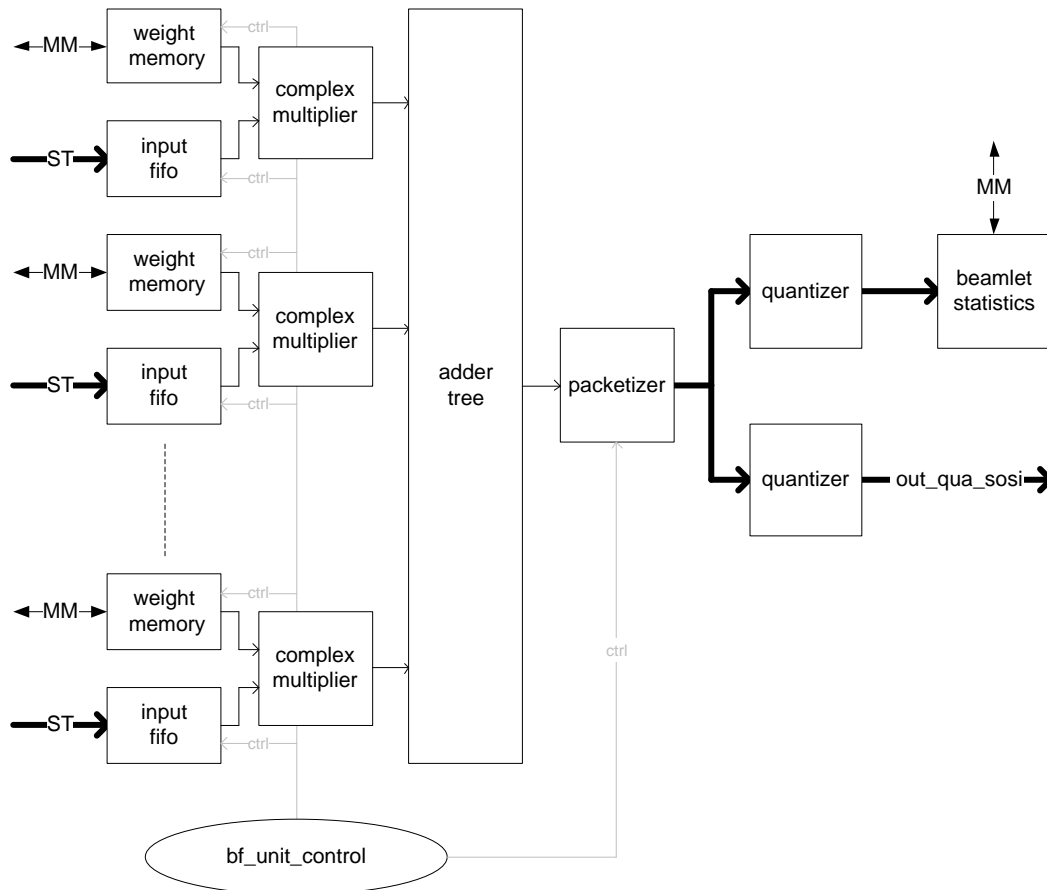 weight
memory
MM
ctrl
complex
multiplier
input
fifo
ST
ctrl
weight
memory
MM
ctrl
complex
multiplier
input
fifo
ST
ctrl
weight
memory
MM
ctrl
complex
multiplier
input
fifo
ST
ctrl
adder
tree
bf_unit_control
ctrl
packetizer
quantizer
MM
beamlet
statistics
quantizer
out_qua_sosi